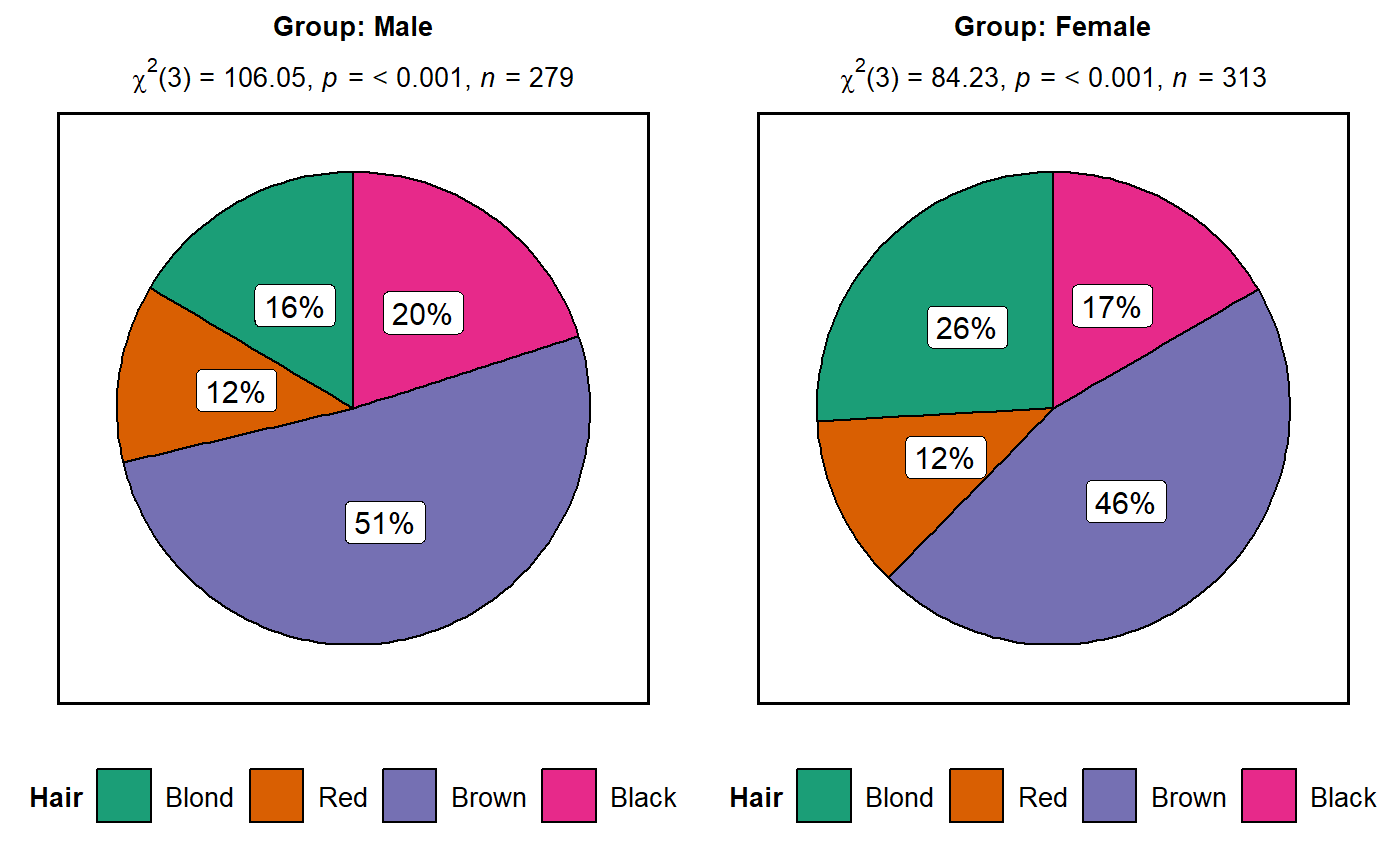 Group: Male
χ²(3) = 106.05, p = < 0.001, n = 279
16%
20%
12%
51%
Hair Blond Red Brown Black
Group: Female
χ²(3) = 84.23, p = < 0.001, n = 313
17%
26%
12%
46%
Hair Blond Red Brown Black